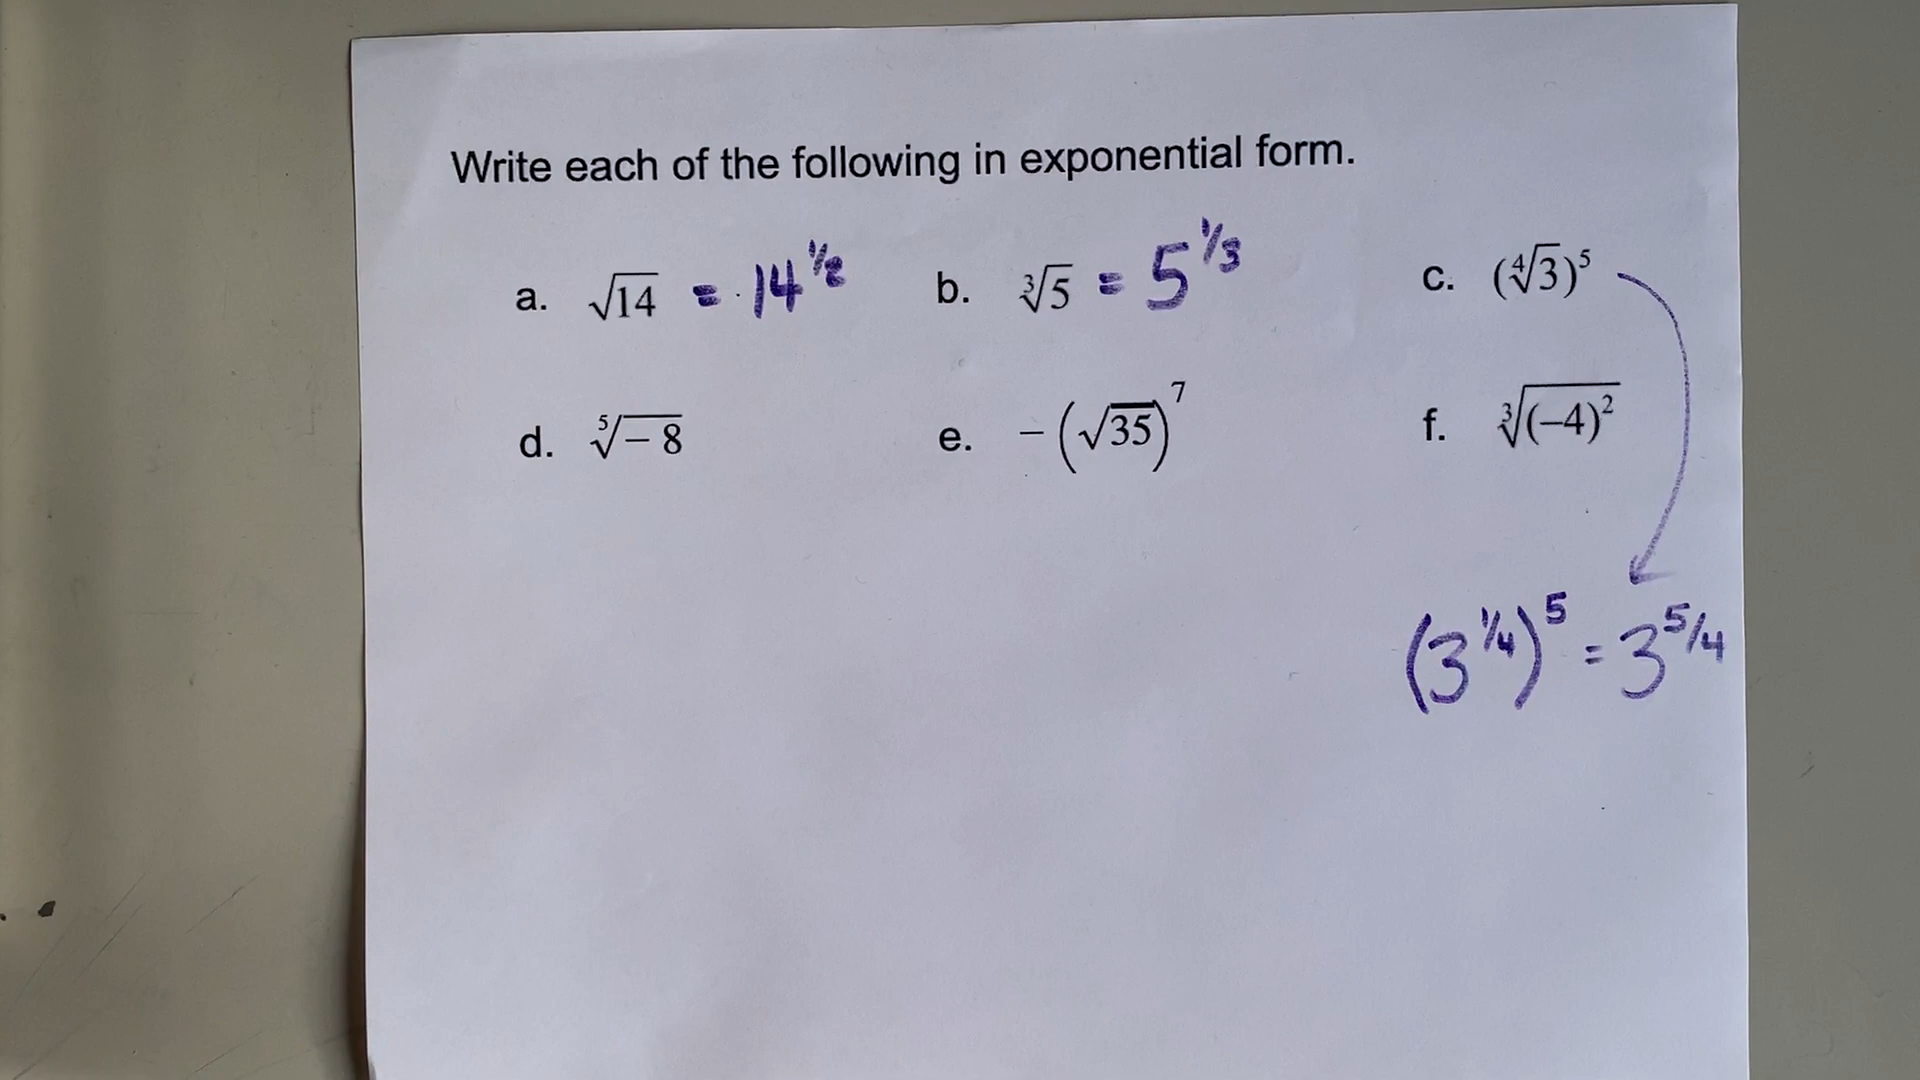 Write each of the following in exponential form.
a. √14 = 14^1/2 b. ∛5 = 5^1/3 c. (∜3)^5
d. ⁵√-8 e. -(√35)^7 f. ∛(-4)^2
(3^1/4)^5 = 3^5/4